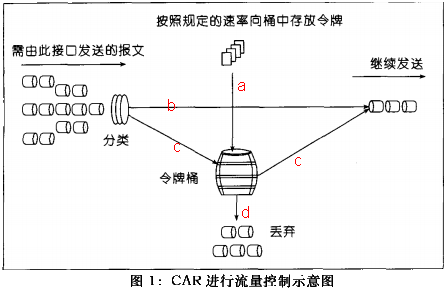 按照规定的速率向桶中存放令牌
需由此接口发送的报文
继续发送
a
b
分类
c
c
令牌桶
d
丢弃
图 1：CAR 进行流量控制示意图